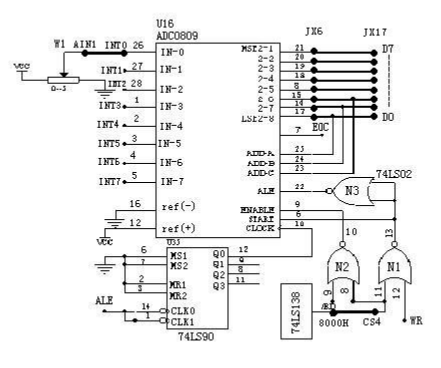 U16
ADC0809
JX6
JX17
W1
AIN1
INT0
26
IN-0
MSB2-1
21
D7
2-2
20
INT1
27
IN-1
2-3
19
2-4
18
VCC
INT2
28
IN-2
2-5
8
2-6
15
2-7
14
INT3
1
IN-3
LSB2-8
17
D0
INT4
2
IN-4
EOC
7
INT5
3
IN-5
ADD-A
25
INT6
4
IN-6
ADD-B
24
ADD-C
23
74LS02
INT7
5
IN-7
ALE
22
N3
16
ref(-)
ENABLE
9
START
6
10
13
12
ref(+)
CLOCK
10
VCC
6
MS1
Q0
12
7
MS2
Q1
9
Q2
8
N2
N1
2
MR1
Q3
11
3
MR2
9
8
11
12
ALE
14
CLK0
74LS138
/RD
1
CLK1
8000H
CS4
WR
74LS90